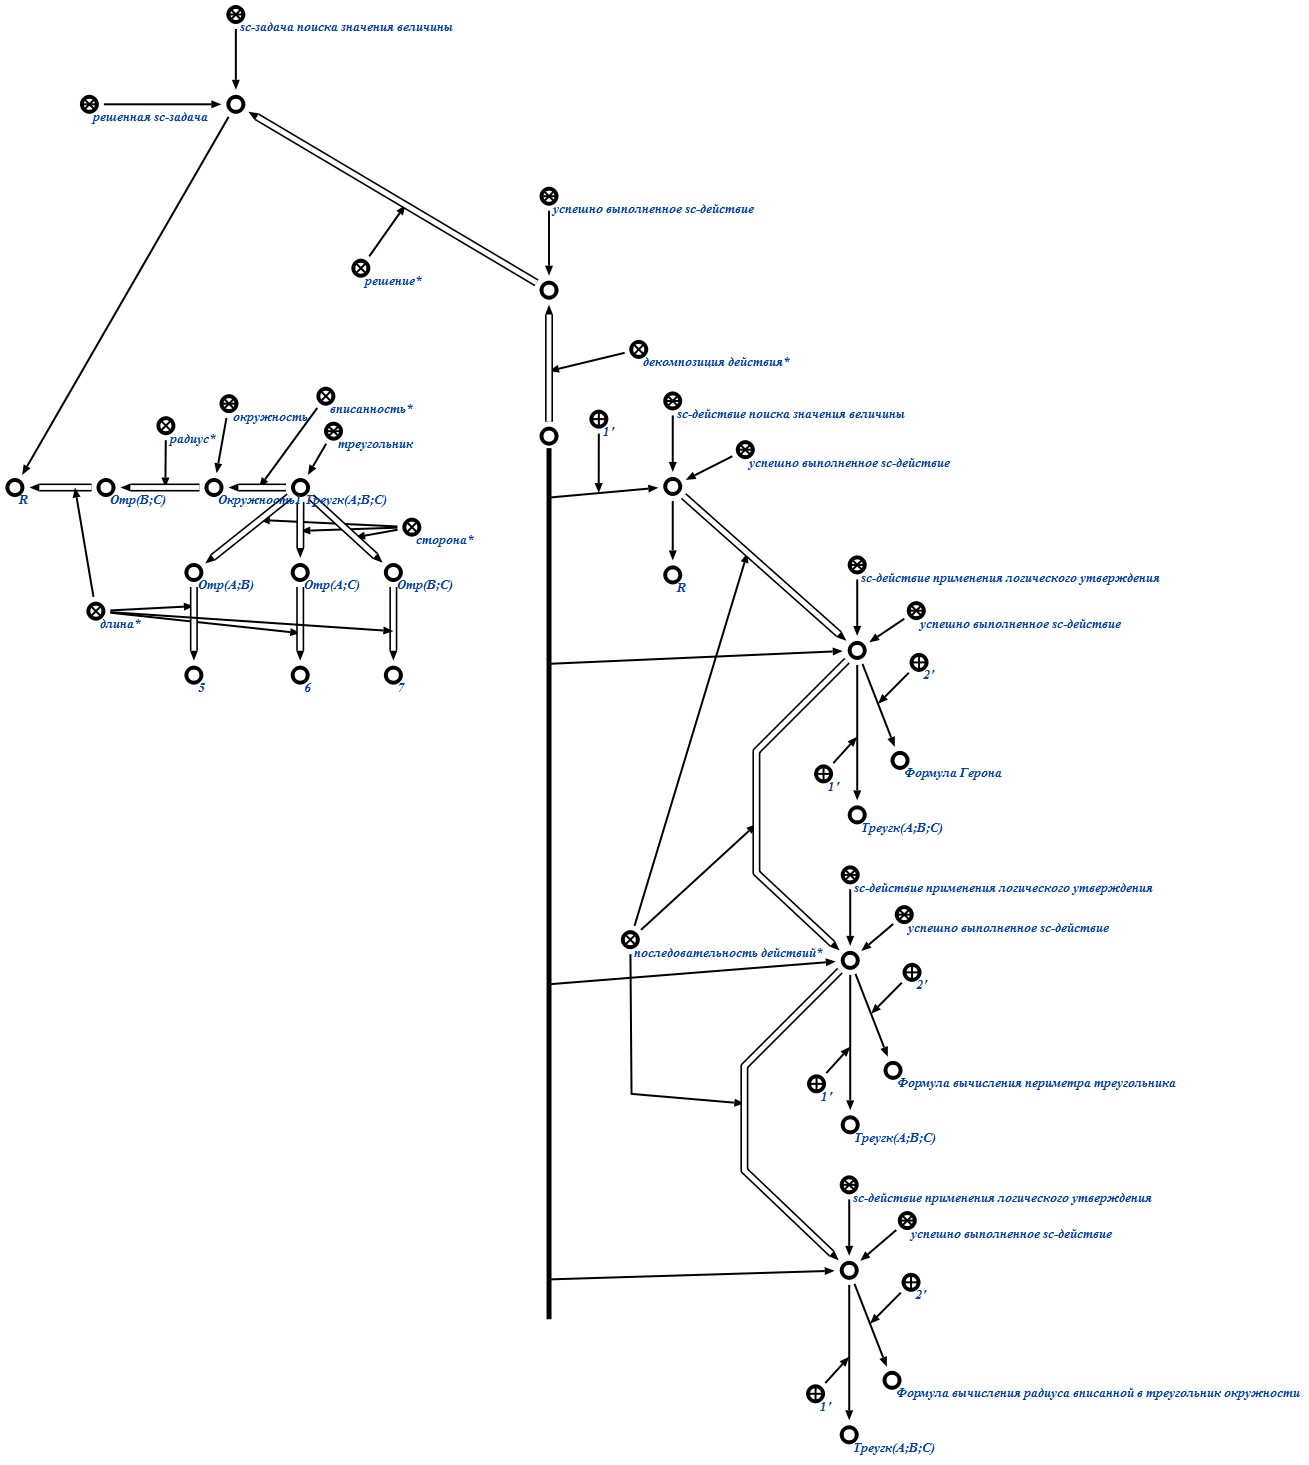 sc-задача поиска значения величины
решенная sc-задача
успешно выполненное sc-действие
решение*
декомпозиция действия*
окружность
вписанность*
sc-действие поиска значения величины
радиус*
1'
треугольник
успешно выполненное sc-действие
R
Отр(B;C)
Окружность1
Треугк(A;B;C)
сторона*
Отр(A;B)
Отр(A;C)
Отр(B;C)
R
sc-действие применения логического утверждения
длина*
успешно выполненное sc-действие
5
6
7
2'
Формула Герона
1'
Треугк(A;B;C)
sc-действие применения логического утверждения
успешно выполненное sc-действие
последовательность действий*
2'
Формула вычисления периметра треугольника
1'
Треугк(A;B;C)
sc-действие применения логического утверждения
успешно выполненное sc-действие
2'
Формула вычисления радиуса вписанной в треугольник окружности
1'
Треугк(A;B;C)